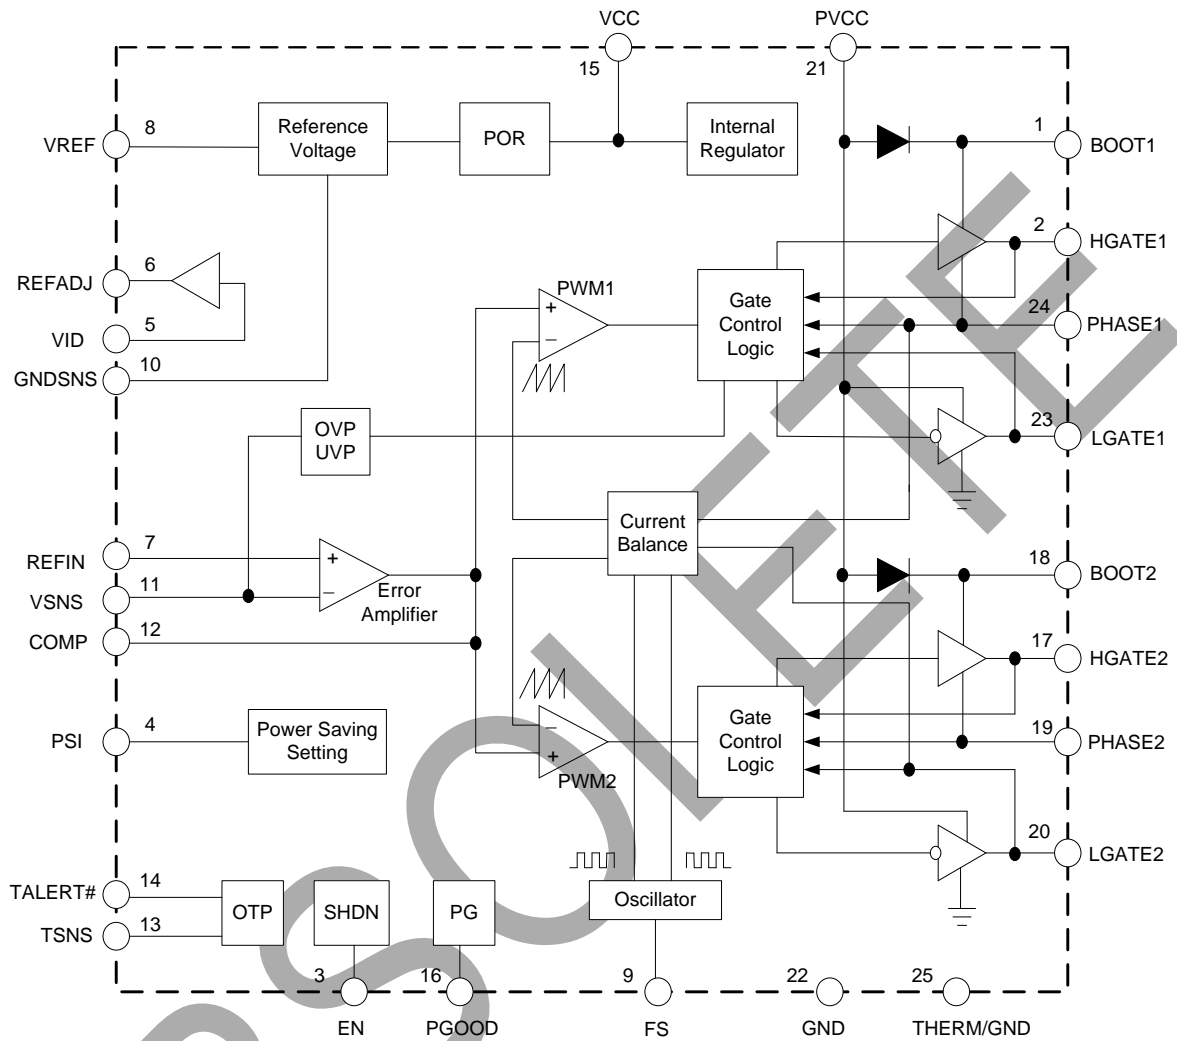 VCC
PVCC
15
21
VREF
8
Reference
Voltage
POR
Internal
Regulator
1
BOOT1
2
HGATE1
REFADJ
6
VID
5
GNDSNS
10
PWM1
+
−
Gate
Control
Logic
24
PHASE1
OVP
UVP
23
LGATE1
Current
Balance
REFIN
7
VSNS
11
COMP
12
+
−
Error
Amplifier
18
BOOT2
17
HGATE2
PSI
4
Power Saving
Setting
−
+
PWM2
Gate
Control
Logic
19
PHASE2
20
LGATE2
TALERT#
14
TSNS
13
OTP
SHDN
PG
Oscillator
3
16
9
22
25
EN
PGOOD
FS
GND
THERM/GND
OBSOLETE